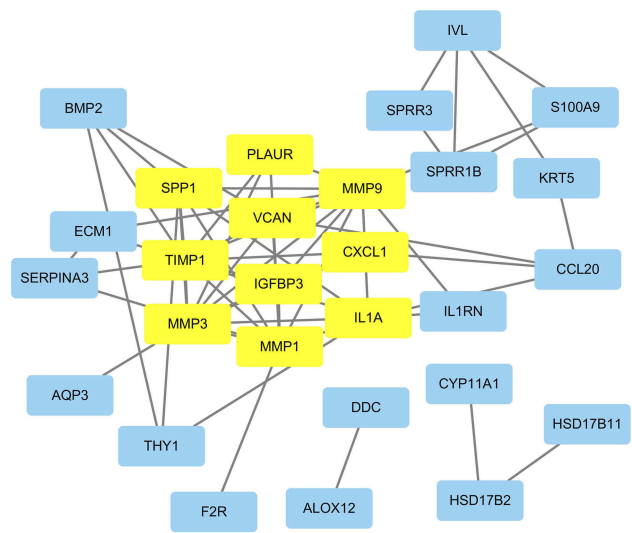 IVL
BMP2
SPRR3
S100A9
PLAUR
SPRR1B
KRT5
SPP1
MMP9
VCAN
ECM1
TIMP1
CXCL1
SERPINA3
CCL20
IGFBP3
MMP3
IL1A
IL1RN
MMP1
AQP3
CYP11A1
DDC
HSD17B11
THY1
F2R
ALOX12
HSD17B2